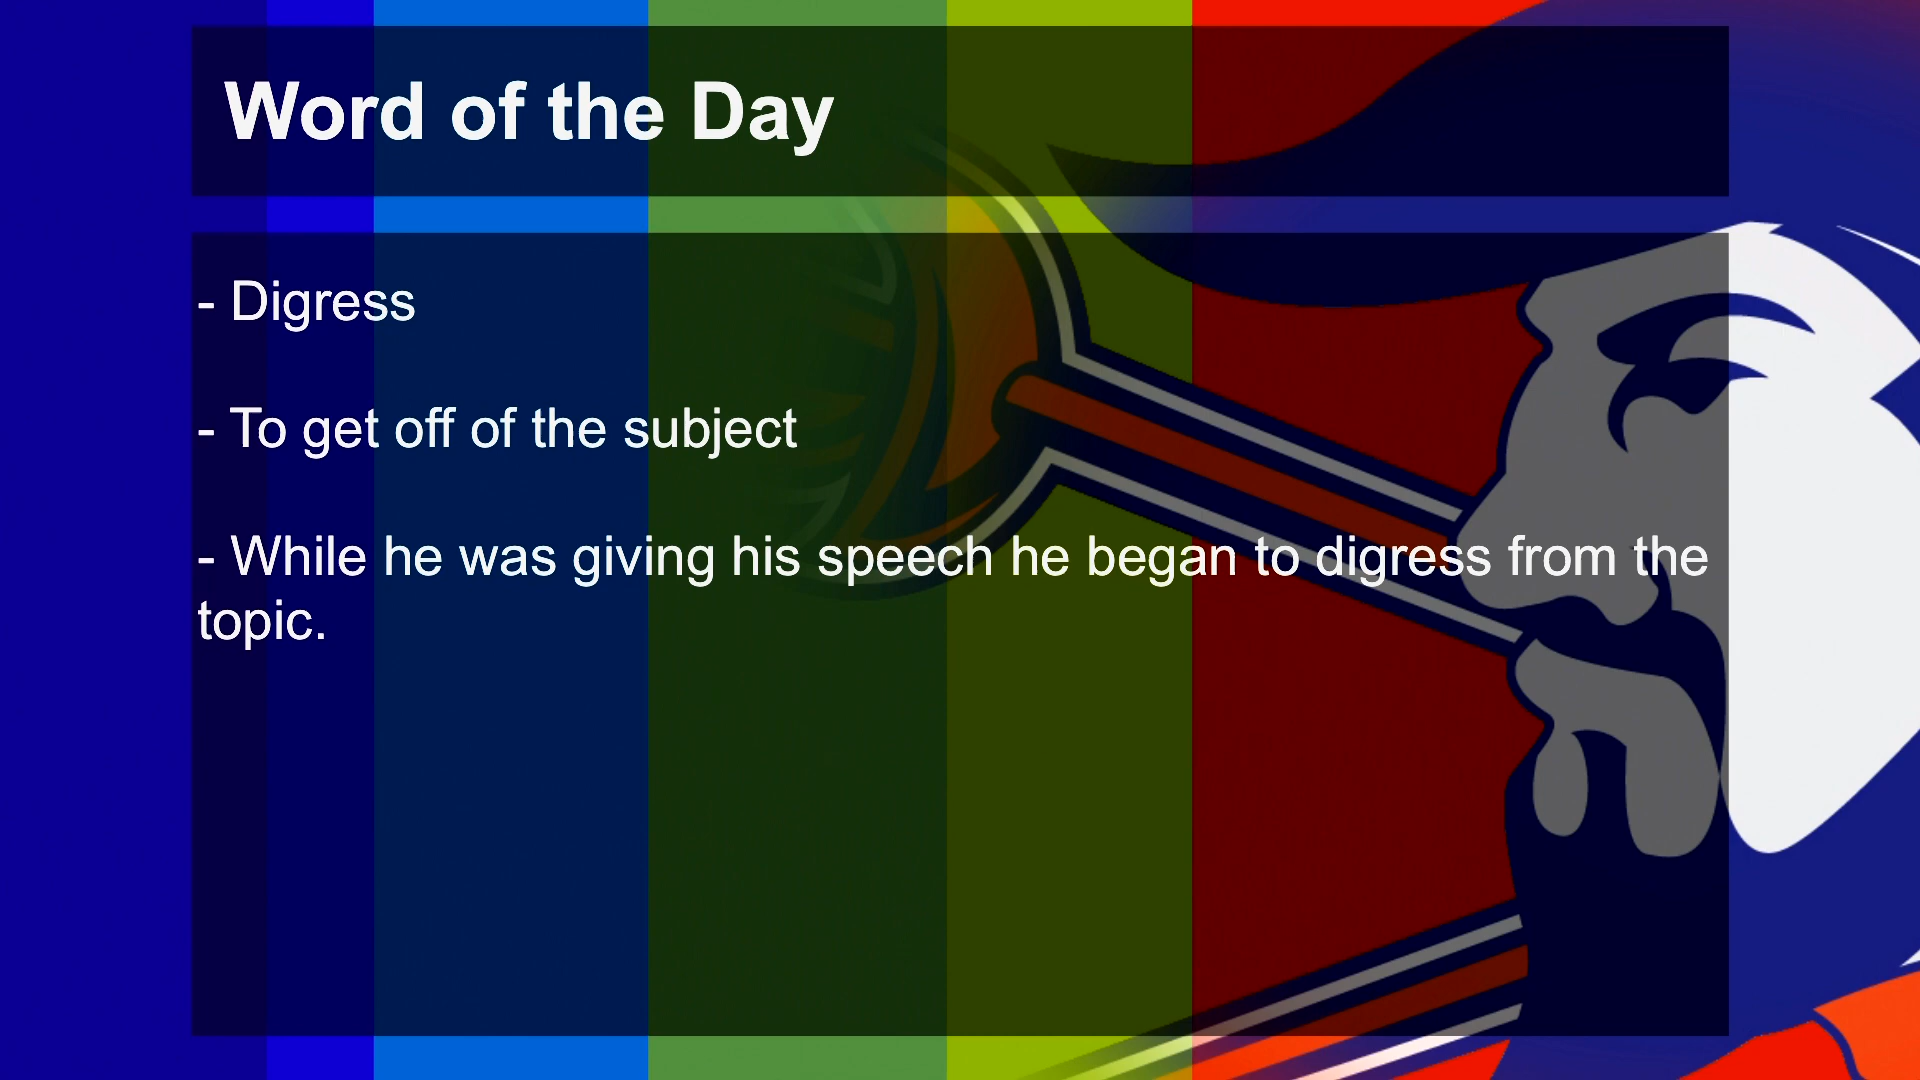 Word of the Day
- Digress
- To get off of the subject
- While he was giving his speech he began to digress from the
topic.